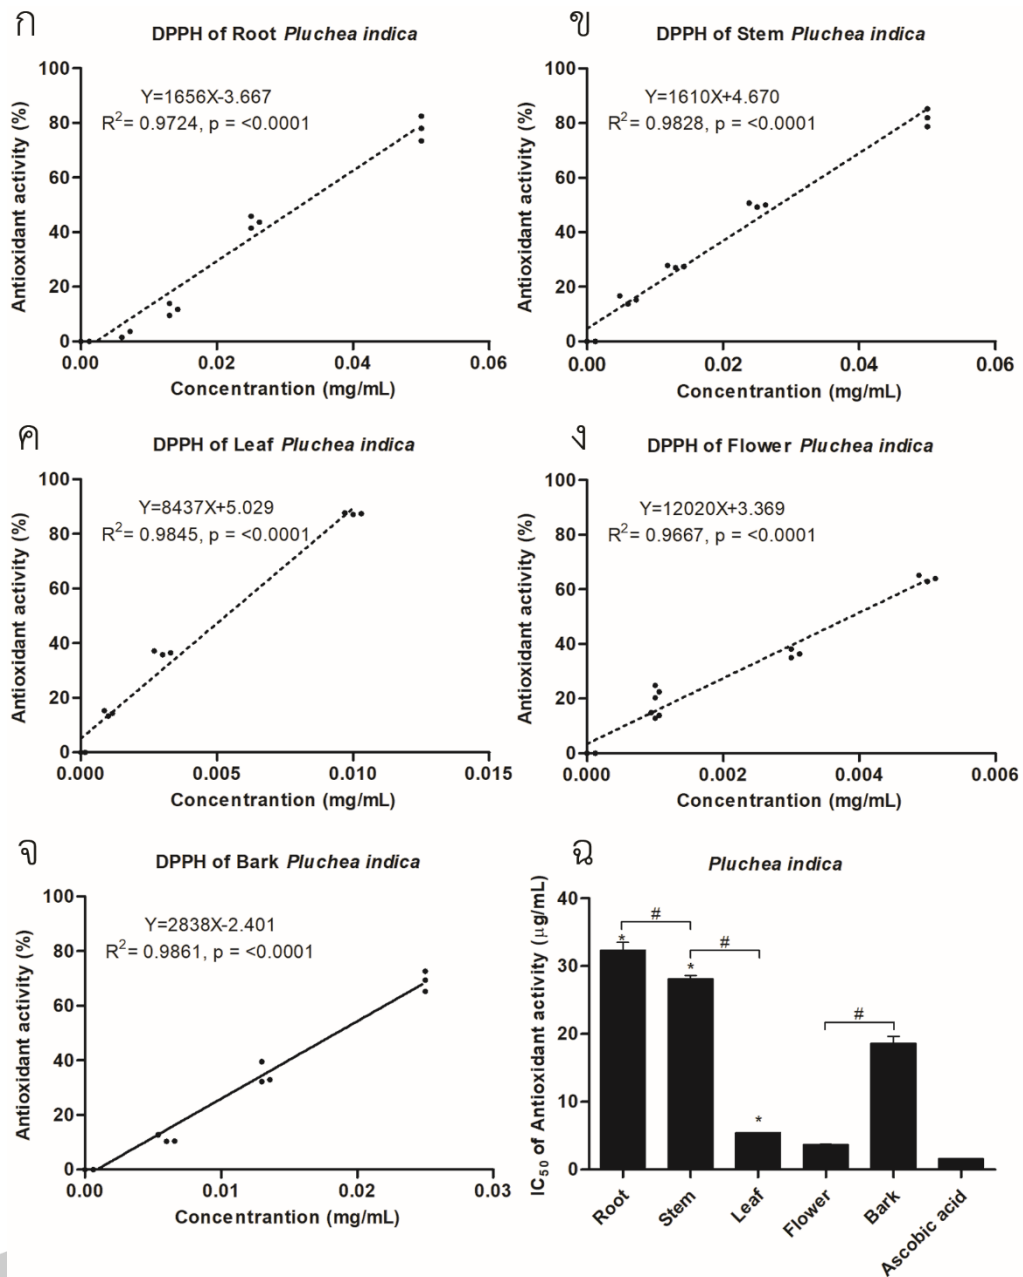 ก
DPPH of Root Pluchea indica
Y=1656X-3.667
R2= 0.9724, p = <0.0001
Antioxidant activity (%)
100
80
60
40
20
0
0.00 0.02 0.04 0.06
Concentrantion (mg/mL)
ข
DPPH of Stem Pluchea indica
Y=1610X+4.670
R2= 0.9828, p = <0.0001
Antioxidant activity (%)
100
80
60
40
20
0
0.00 0.02 0.04 0.06
Concentrantion (mg/mL)
ค
DPPH of Leaf Pluchea indica
Y=8437X+5.029
R2= 0.9845, p = <0.0001
Antioxidant activity (%)
100
80
60
40
20
0
0.000 0.005 0.010 0.015
Concentrantion (mg/mL)
ง
DPPH of Flower Pluchea indica
Y=12020X+3.369
R2= 0.9667, p = <0.0001
Antioxidant activity (%)
100
80
60
40
20
0
0.000 0.002 0.004 0.006
Concentrantion (mg/mL)
จ
DPPH of Bark Pluchea indica
Y=2838X-2.401
R2= 0.9861, p = <0.0001
Antioxidant activity (%)
100
80
60
40
20
0
0.00 0.01 0.02 0.03
Concentrantion (mg/mL)
ฉ
Pluchea indica
IC50 of Antioxidant activity (μg/mL)
40
30
20
10
0
# # #
* * *
Root Stem Leaf Flower Bark Ascobic acid